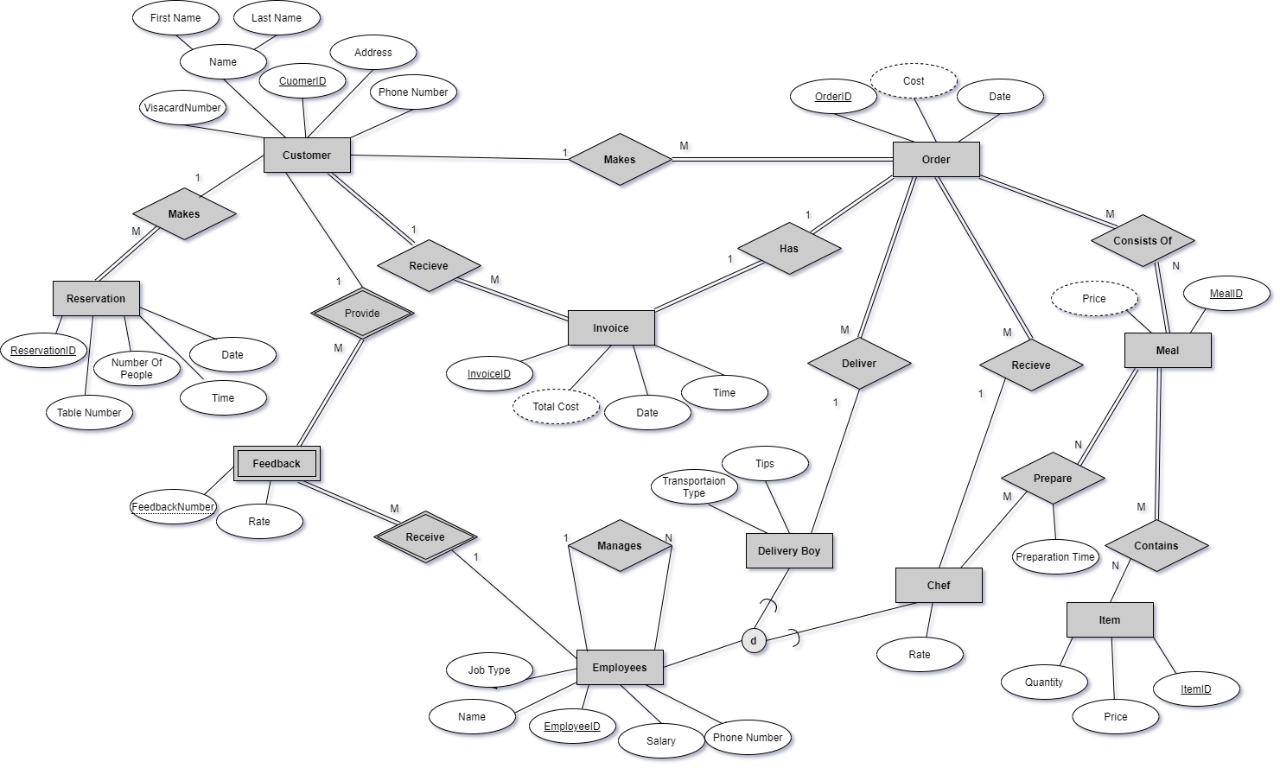 First Name
Last Name
Name
Address
CuomerID
Phone Number
VisacardNumber
Customer
Cost
OrderID
Date
Order
1
Makes
M
1
Makes
M
1
Recieve
M
1
Has
1
M
Consists Of
N
Reservation
ReservationID
Number Of
People
Date
Time
Table Number
1
Provide
M
Invoice
InvoiceID
Total Cost
Date
Time
M
Deliver
1
M
Recieve
1
Price
MealID
Meal
Feedback
FeedbackNumber
Rate
M
Receive
1
1
Manages
N
Transportaion
Type
Tips
Delivery Boy
N
Prepare
M
Preparation Time
M
Contains
N
Chef
Rate
Item
Quantity
ItemID
Price
d
Employees
Job Type
Name
EmployeeID
Salary
Phone Number